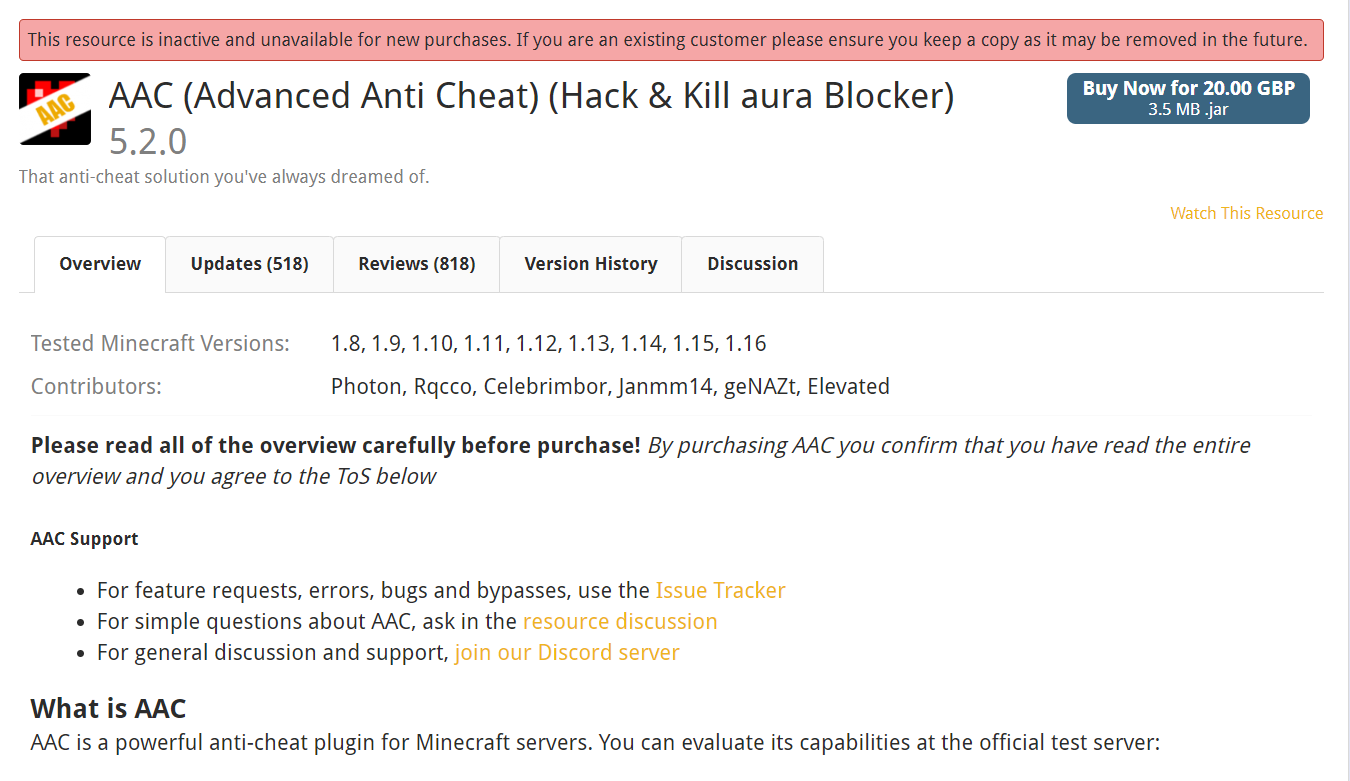 This resource is inactive and unavailable for new purchases. If you are an existing customer please ensure you keep a copy as it may be removed in the future.
AAC
AAC (Advanced Anti Cheat) (Hack & Kill aura Blocker)
5.2.0
Buy Now for 20.00 GBP
3.5 MB .jar
That anti-cheat solution you've always dreamed of.
Watch This Resource
Overview Updates (518) Reviews (818) Version History Discussion
Tested Minecraft Versions: 1.8, 1.9, 1.10, 1.11, 1.12, 1.13, 1.14, 1.15, 1.16
Contributors: Photon, Rqcco, Celebrimbor, Janmm14, geNAZt, Elevated
Please read all of the overview carefully before purchase! By purchasing AAC you confirm that you have read the entire
overview and you agree to the ToS below
AAC Support
• For feature requests, errors, bugs and bypasses, use the Issue Tracker
• For simple questions about AAC, ask in the resource discussion
• For general discussion and support, join our Discord server
What is AAC
AAC is a powerful anti-cheat plugin for Minecraft servers. You can evaluate its capabilities at the official test server: